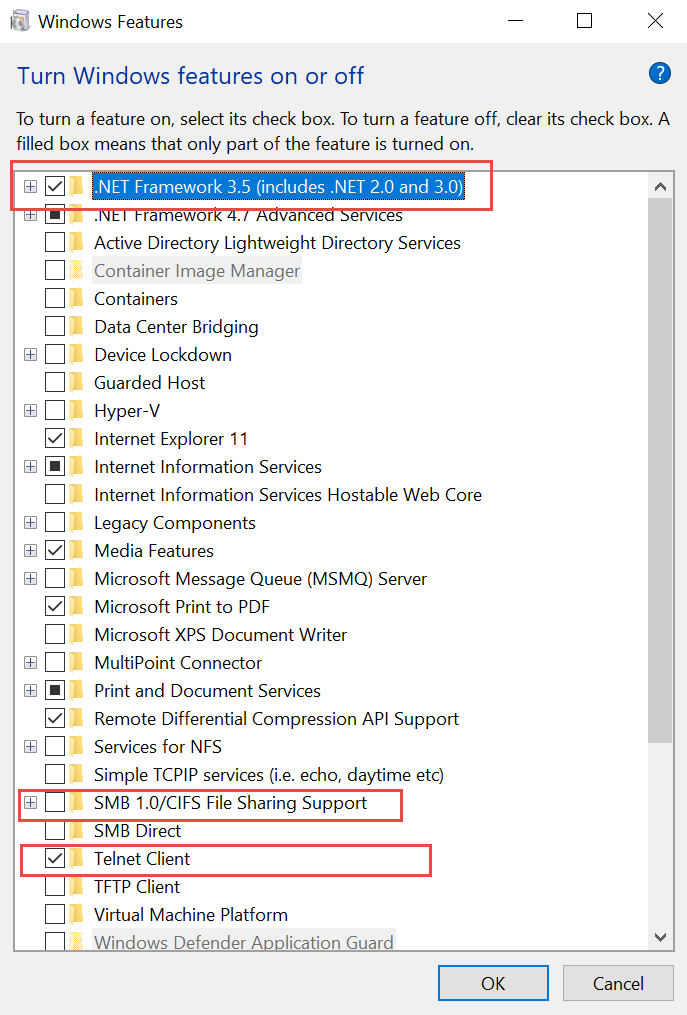 Windows Features
Turn Windows features on or off
?
To turn a feature on, select its check box. To turn a feature off, clear its check box. A
filled box means that only part of the feature is turned on.
.NET Framework 3.5 (includes .NET 2.0 and 3.0)
.NET Framework 4.7 Advanced Services
Active Directory Lightweight Directory Services
Container Image Manager
Containers
Data Center Bridging
Device Lockdown
Guarded Host
Hyper-V
Internet Explorer 11
Internet Information Services
Internet Information Services Hostable Web Core
Legacy Components
Media Features
Microsoft Message Queue (MSMQ) Server
Microsoft Print to PDF
Microsoft XPS Document Writer
MultiPoint Connector
Print and Document Services
Remote Differential Compression API Support
Services for NFS
Simple TCPIP services (i.e. echo, daytime etc)
SMB 1.0/CIFS File Sharing Support
SMB Direct
Telnet Client
TFTP Client
Virtual Machine Platform
Windows Defender Application Guard
OK
Cancel